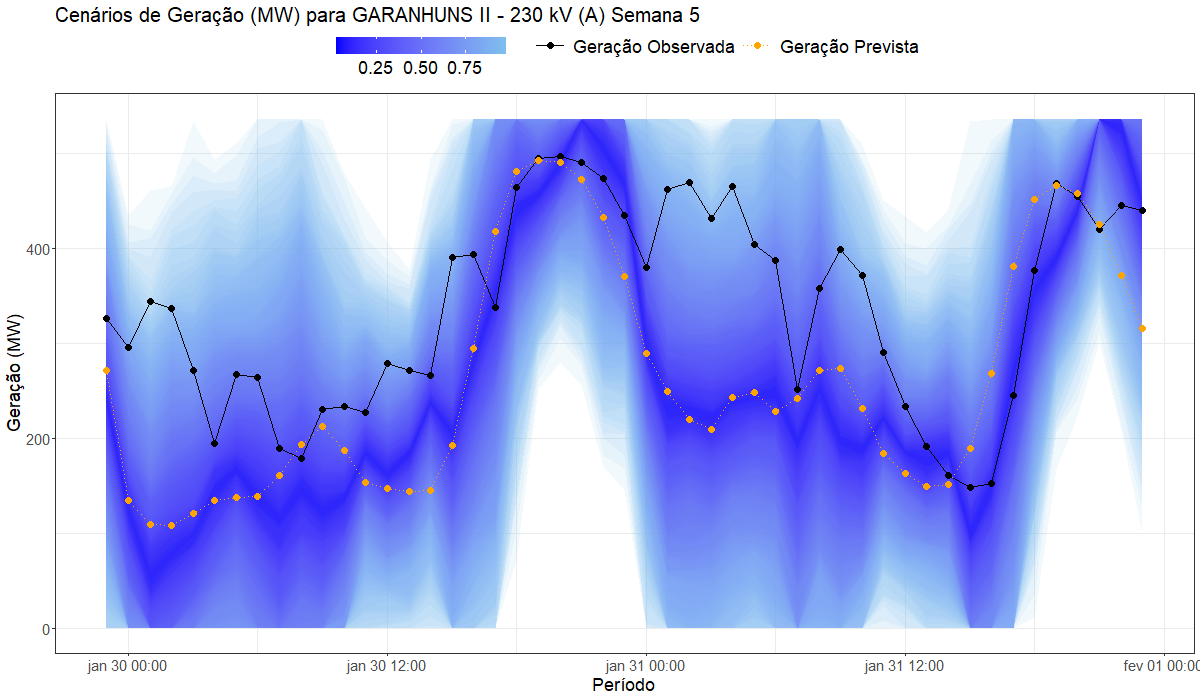 Cenários de Geração (MW) para GARANHUNS II - 230 kV (A) Semana 5
0.25 0.50 0.75
Geração Observada
Geração Prevista
Geração (MW)
400
200
0
jan 30 00:00 jan 30 12:00 jan 31 00:00 jan 31 12:00 fev 01 00:00
Período